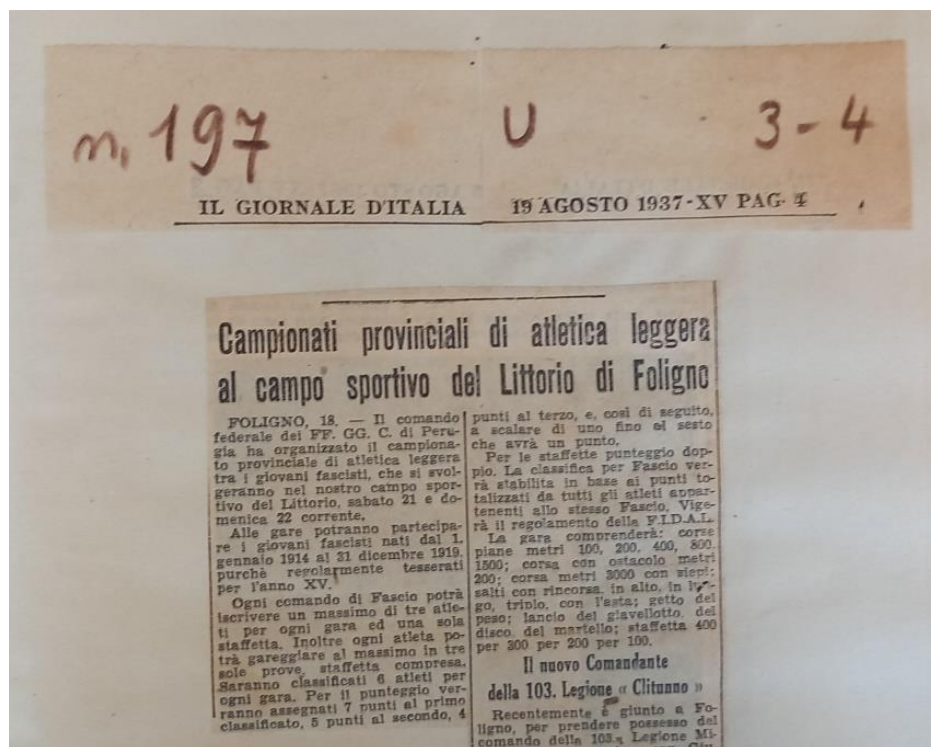 n, 197 U 3-4
IL GIORNALE D'ITALIA 19 AGOSTO 1937-XV PAG. 4
Campionati provinciali di atletica leggera
al campo sportivo del Littorio di Foligno
FOLIGNO, 18. — Il comando
federale dei FF. GG. C. di Peru-
gia ha organizzato il campiona-
to provinciale di atletica leggera
tra i giovani fascisti, che si svol-
geranno nel nostro campo spor-
tivo del Littorio, sabato 21 e do-
menica 22 corrente.
Alle gare potranno partecipa-
re i giovani fascisti nati dal 1.
gennaio 1914 al 31 dicembre 1919,
purchè regolarmente tesserati
per l'anno XV.
Ogni comando di Fascio potrà
iscrivere un massimo di tre atle-
ti per ogni gara ed una sola
staffetta. Inoltre ogni atleta po-
trà gareggiare al massimo in tre
sole prove, staffetta compresa.
Saranno classificati 6 atleti per
ogni gara. Per il punteggio ver-
ranno assegnati 7 punti al primo
classificato, 5 punti al secondo, 4
punti al terzo, e, così di seguito,
a scalare di uno fino al sesto
che avrà un punto.
Per le staffette punteggio dop-
pio. La classifica per Fascio ver-
rà stabilita in base ai punti to-
talizzati da tutti gli atleti appar-
tenenti allo stesso Fascio. Vige-
rà il regolamento della F.I.D.A.L.
La gara comprenderà: corse
piane metri 100, 200, 400, 800,
1500; corsa con ostacolo metri
200; corsa metri 3000 con siepi;
salti con rincorsa, in alto, in lun-
go, triplo, con l'asta; getto del
peso; lancio del giavellotto, del
disco, del martello; staffetta 400
per 300 per 200 per 100.
Il nuovo Comandante
della 103. Legione « Clitunno »
Recentemente è giunto a Fo-
ligno, per prendere possesso del
comando della 103.a Legione Mi-